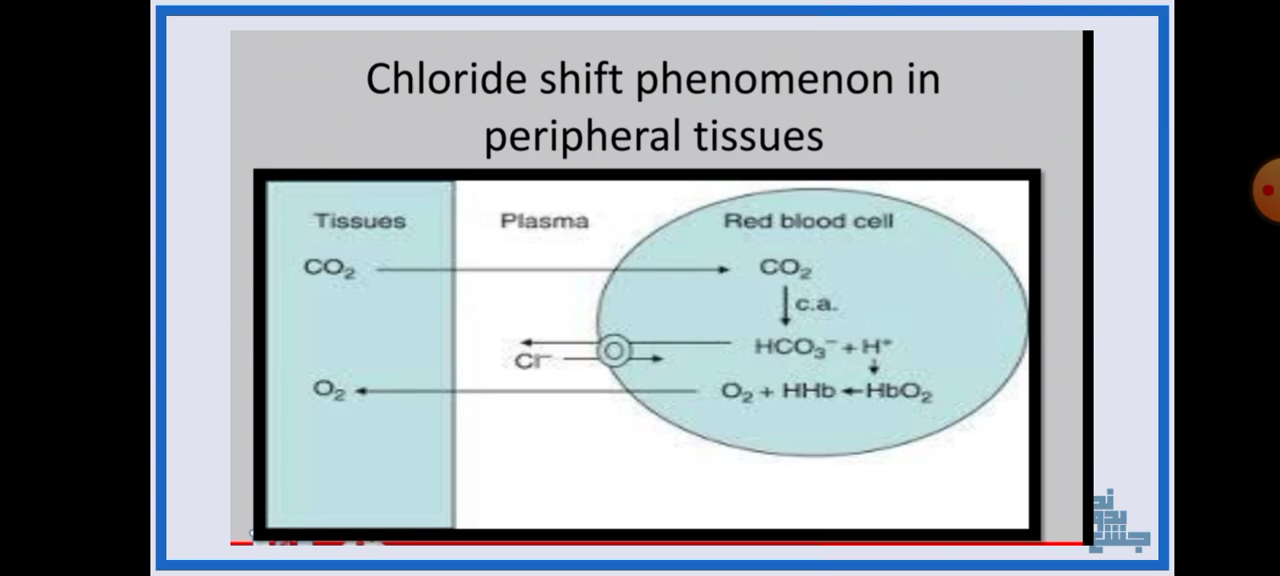 Chloride shift phenomenon in
peripheral tissues
Tissues Plasma Red blood cell
CO₂ CO₂
c.a.
HCO₃⁻ + H⁺
Cl⁻
O₂ O₂ + HHb HbO₂